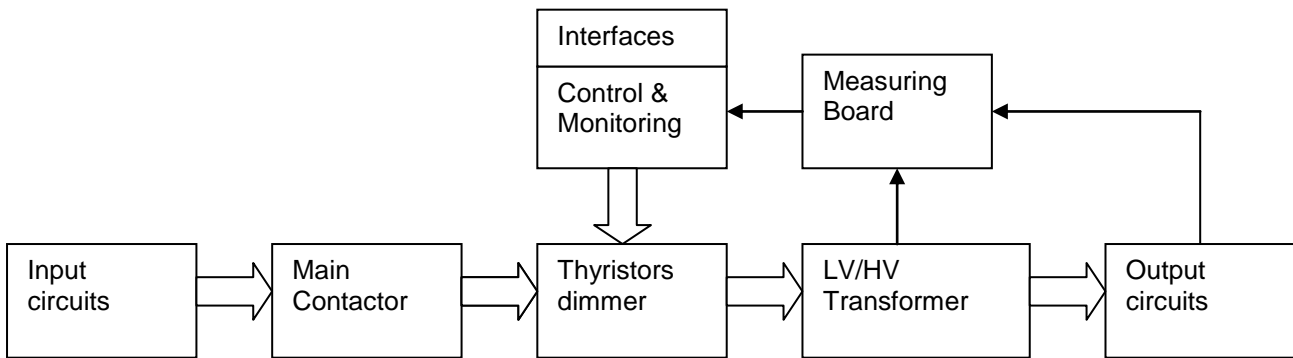 Interfaces
Control &
Monitoring
Measuring
Board
Input
circuits
Main
Contactor
Thyristors
dimmer
LV/HV
Transformer
Output
circuits